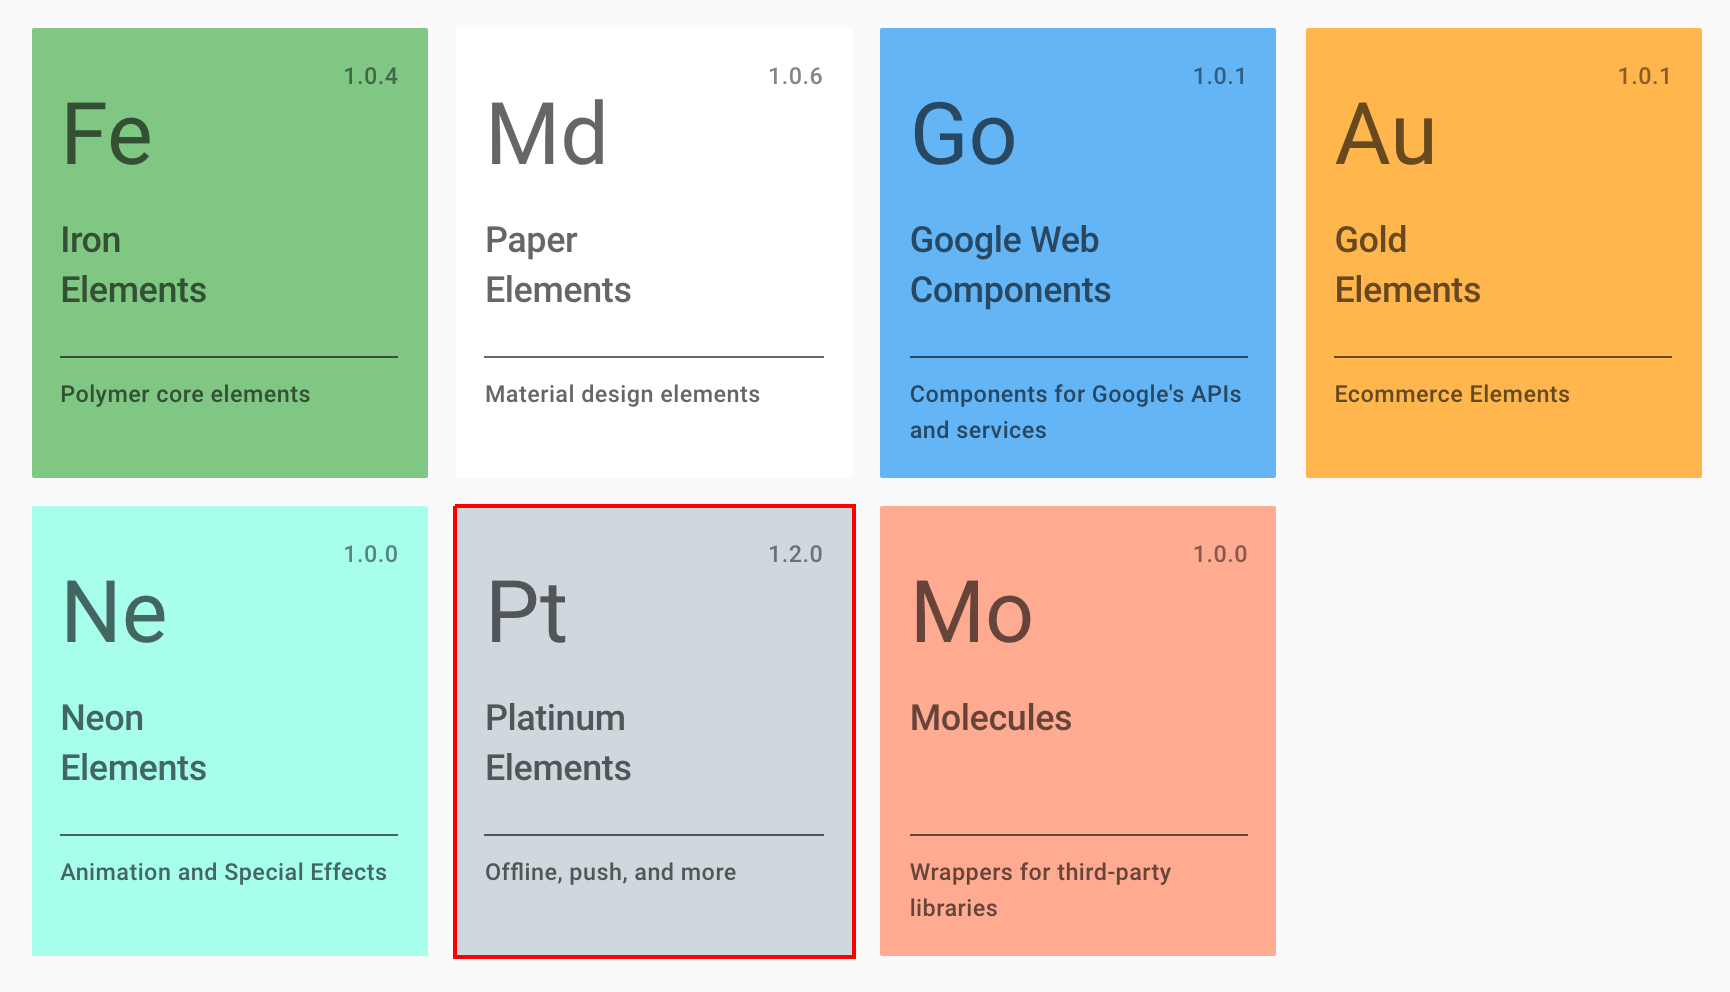 1.0.4
Fe
Iron
Elements
Polymer core elements
1.0.6
Md
Paper
Elements
Material design elements
1.0.1
Go
Google Web
Components
Components for Google's APIs
and services
1.0.1
Au
Gold
Elements
Ecommerce Elements
1.0.0
Ne
Neon
Elements
Animation and Special Effects
1.2.0
Pt
Platinum
Elements
Offline, push, and more
1.0.0
Mo
Molecules
Wrappers for third-party
libraries